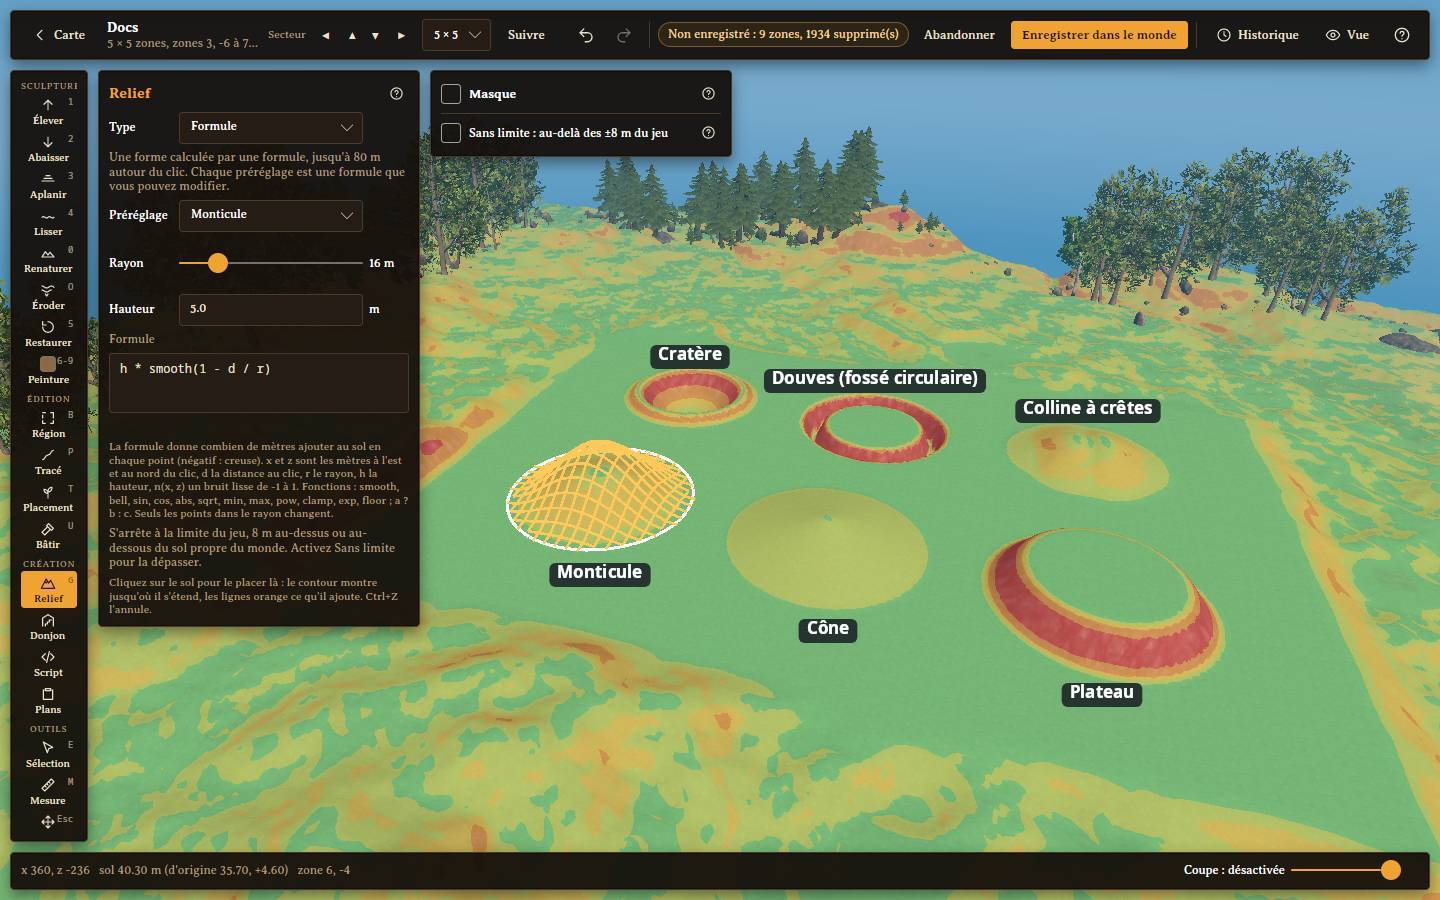 Carte
Docs
5 × 5 zones, zones 3, -6 à 7...
Secteur
5 × 5
Suivre
Non enregistré : 9 zones, 1934 supprimé(s)
Abandonner
Enregistrer dans le monde
Historique
Vue
SCULPTURE
1
Élever
2
Abaisser
3
Aplanir
4
Lisser
0
Renaturer
O
Éroder
5
Restaurer
6-9
Peinture
ÉDITION
B
Région
P
Tracé
T
Placement
U
Bâtir
CRÉATION
G
Relief
Donjon
Script
Plans
OUTILS
E
Sélection
M
Mesure
Esc
Relief
Type
Formule
Une forme calculée par une formule, jusqu'à 80 m
autour du clic. Chaque préréglage est une formule que
vous pouvez modifier.
Préréglage
Monticule
Rayon
16 m
Hauteur
5.0
m
Formule
h * smooth(1 - d / r)
La formule donne combien de mètres ajouter au sol en
chaque point (négatif : creuse). x et z sont les mètres à l'est
et au nord du clic, d la distance au clic, r le rayon, h la
hauteur, n(x, z) un bruit lisse de -1 à 1. Fonctions : smooth,
bell, sin, cos, abs, sqrt, min, max, pow, clamp, exp, floor ; a ?
b : c. Seuls les points dans le rayon changent.
S'arrête à la limite du jeu, 8 m au-dessus ou au-
dessous du sol propre du monde. Activez Sans limite
pour la dépasser.
Cliquez sur le sol pour le placer là : le contour montre
jusqu'où il s'étend, les lignes orange ce qu'il ajoute. Ctrl+Z
l'annule.
Masque
Sans limite : au-delà des ±8 m du jeu
Cratère
Douves (fossé circulaire)
Colline à crêtes
Monticule
Cône
Plateau
x 360, z -236 sol 40.30 m (d'origine 35.70, +4.60) zone 6, -4
Coupe : désactivée